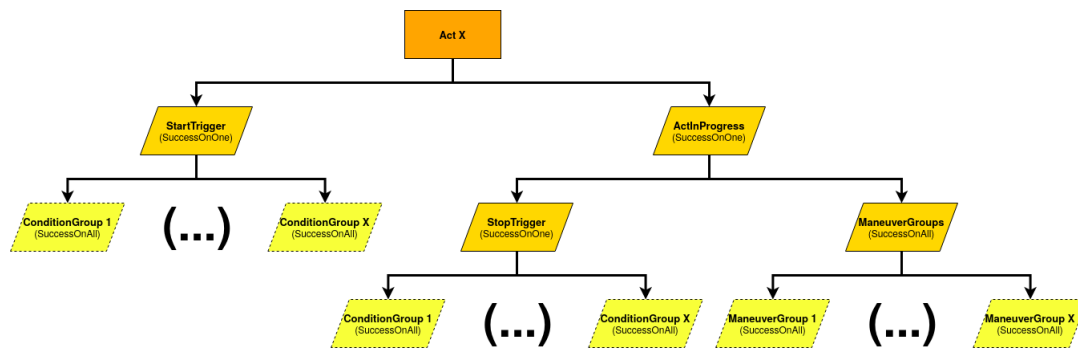 Act X
StartTrigger
(SuccessOnOne)
ActInProgress
(SuccessOnOne)
ConditionGroup 1
(SuccessOnAll)
(...)
ConditionGroup X
(SuccessOnAll)
StopTrigger
(SuccessOnOne)
ManeuverGroups
(SuccessOnAll)
ConditionGroup 1
(SuccessOnAll)
(...)
ConditionGroup X
(SuccessOnAll)
ManeuverGroup 1
(SuccessOnAll)
(...)
ManeuverGroup X
(SuccessOnAll)